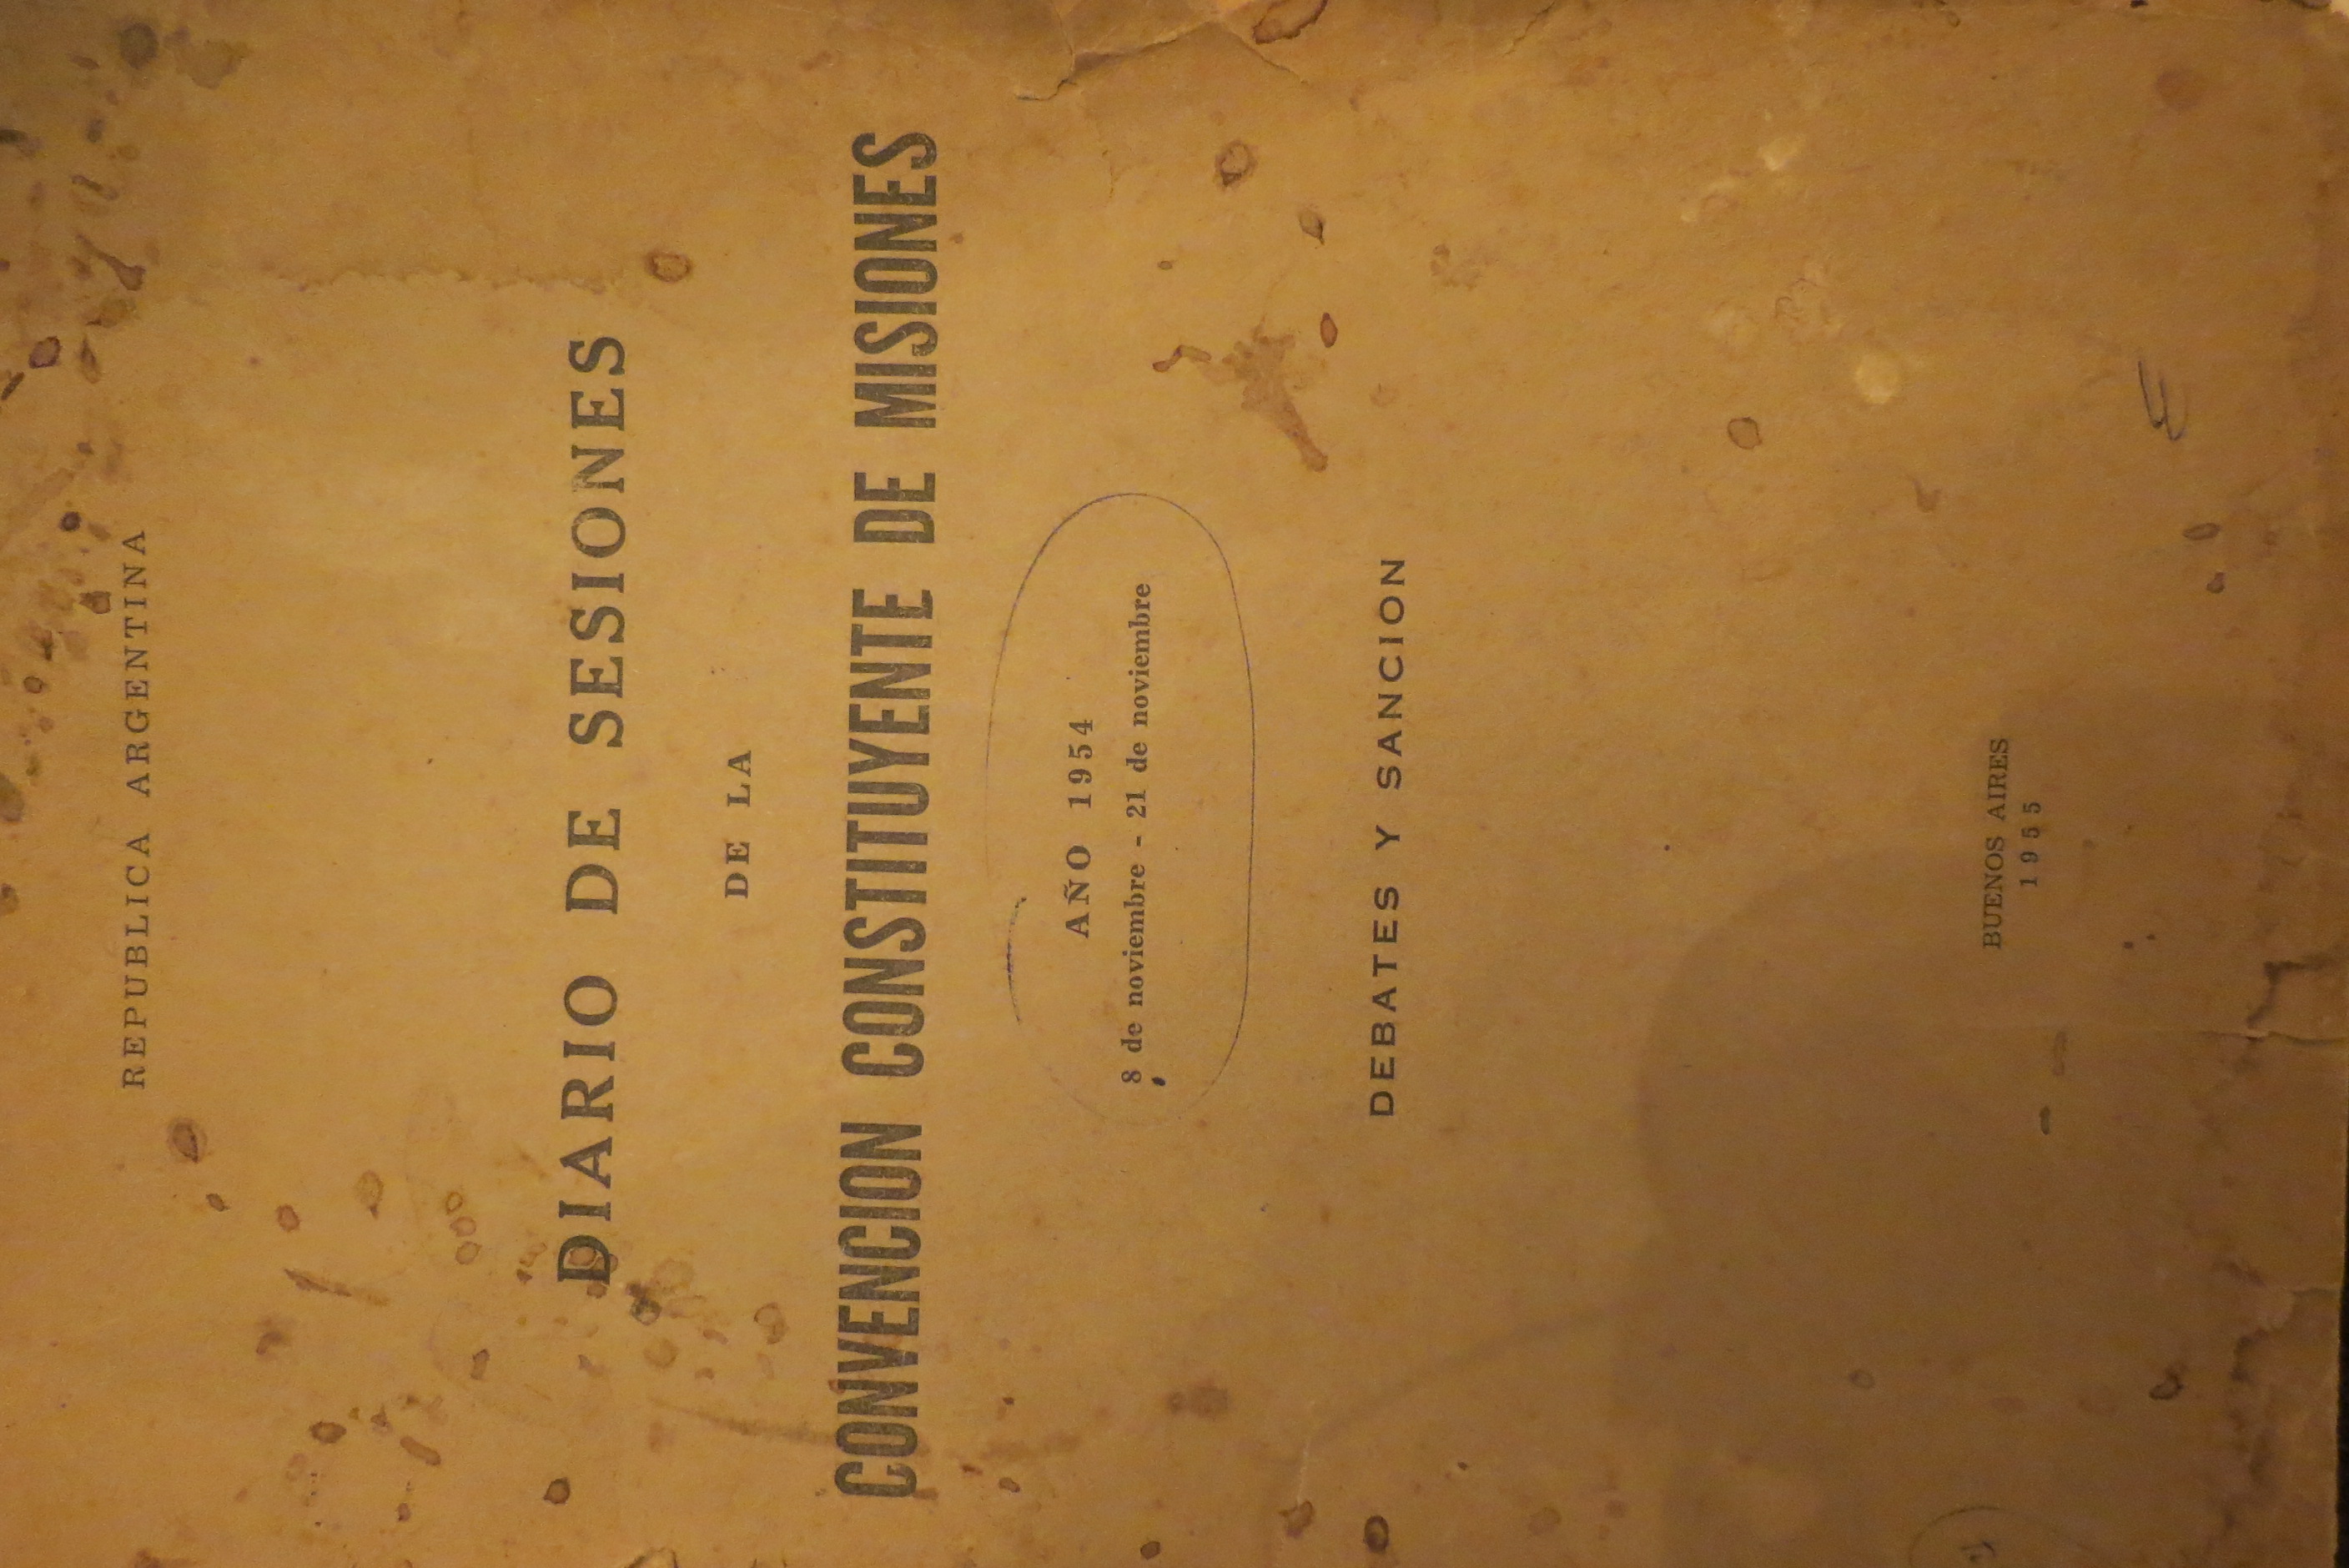 REPUBLICA ARGENTINA
DIARIO DE SESIONES
DE LA
CONVENCION CONSTITUYENTE DE MISIONES
AÑO 1954
8 de noviembre - 21 de noviembre
DEBATES Y SANCION
BUENOS AIRES
1955